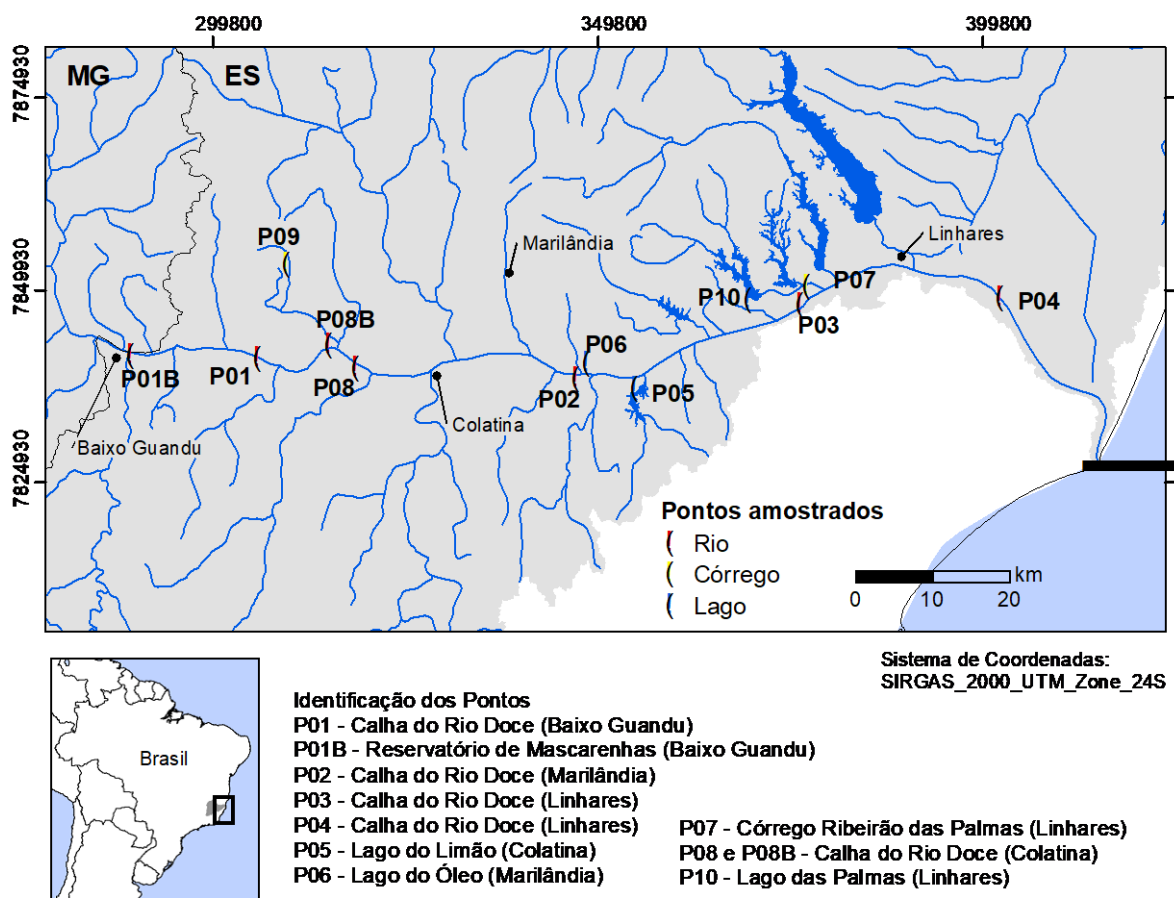 299800 349800 399800
7874930
7849930
7824930
MG ES
P09
Marilândia
Linhares
P10
P07
P04
P03
P08B
P06
P01B
P01
P08
P02
P05
Baixo Guandu
Colatina
Pontos amostrados
Rio
Córrego
Lago
km
0 10 20
Sistema de Coordenadas:
SIRGAS_2000_UTM_Zone_24S
Brasil
Identificação dos Pontos
P01 - Calha do Rio Doce (Baixo Guandu)
P01B - Reservatório de Mascarenhas (Baixo Guandu)
P02 - Calha do Rio Doce (Marilândia)
P03 - Calha do Rio Doce (Linhares)
P04 - Calha do Rio Doce (Linhares)
P05 - Lago do Limão (Colatina)
P06 - Lago do Óleo (Marilândia)
P07 - Córrego Ribeirão das Palmas (Linhares)
P08 e P08B - Calha do Rio Doce (Colatina)
P10 - Lago das Palmas (Linhares)